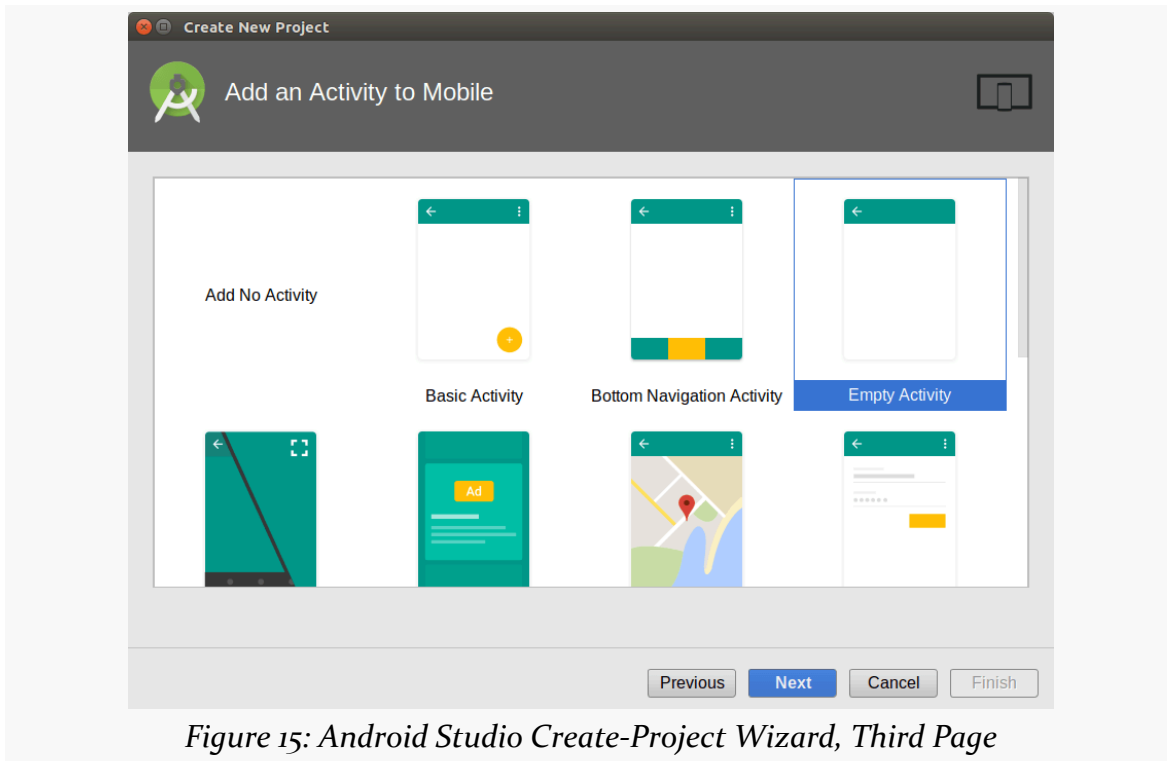 Create New Project
Add an Activity to Mobile
Add No Activity
Basic Activity
Bottom Navigation Activity
Empty Activity
Ad
Previous
Next
Cancel
Finish
Figure 15: Android Studio Create-Project Wizard, Third Page